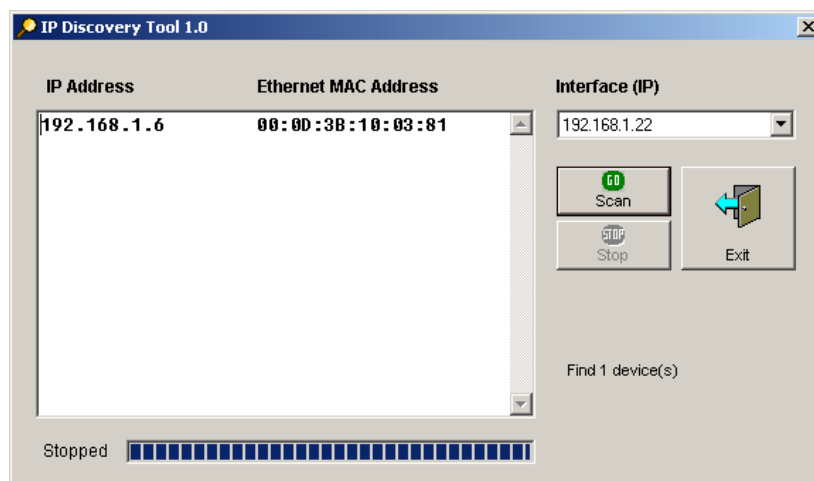 IP Discovery Tool 1.0
IP Address Ethernet MAC Address Interface (IP)
192.168.1.6 00:0D:3B:10:03:81 192.168.1.22
GO
Scan
STOP
Stop Exit
Find 1 device(s)
Stopped